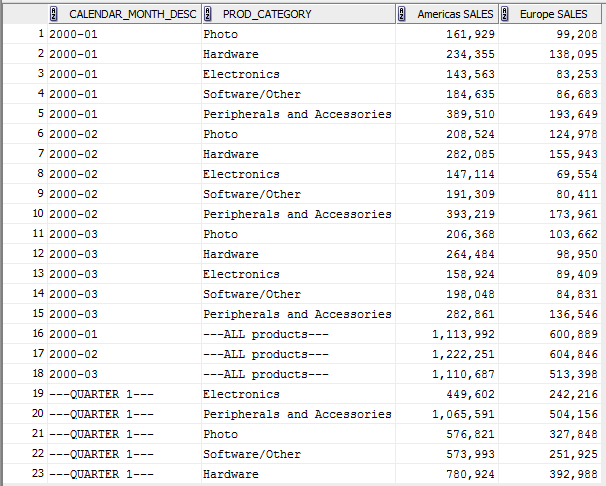 CALENDAR_MONTH_DESC PROD_CATEGORY Americas SALES Europe SALES
1 2000-01 Photo 161,929 99,208
2 2000-01 Hardware 234,355 138,095
3 2000-01 Electronics 143,563 83,253
4 2000-01 Software/Other 184,635 86,683
5 2000-01 Peripherals and Accessories 389,510 193,649
6 2000-02 Photo 208,524 124,978
7 2000-02 Hardware 282,085 155,943
8 2000-02 Electronics 147,114 69,554
9 2000-02 Software/Other 191,309 80,411
10 2000-02 Peripherals and Accessories 393,219 173,961
11 2000-03 Photo 206,368 103,662
12 2000-03 Hardware 264,484 98,950
13 2000-03 Electronics 158,924 89,409
14 2000-03 Software/Other 198,048 84,831
15 2000-03 Peripherals and Accessories 282,861 136,546
16 2000-01 ---ALL products--- 1,113,992 600,889
17 2000-02 ---ALL products--- 1,222,251 604,846
18 2000-03 ---ALL products--- 1,110,687 513,398
19 ---QUARTER 1--- Electronics 449,602 242,216
20 ---QUARTER 1--- Peripherals and Accessories 1,065,591 504,156
21 ---QUARTER 1--- Photo 576,821 327,848
22 ---QUARTER 1--- Software/Other 573,993 251,925
23 ---QUARTER 1--- Hardware 780,924 392,988